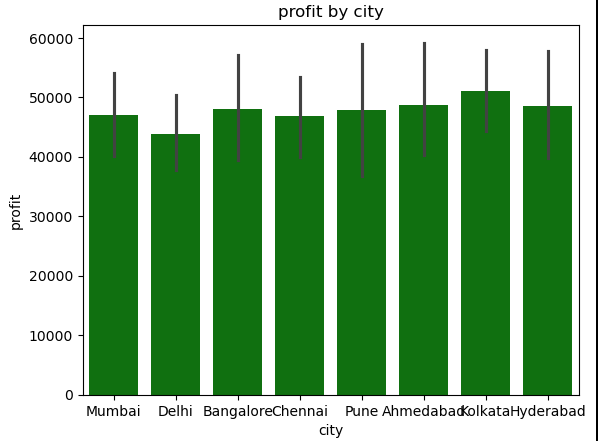 profit by city
60000
50000
40000
30000
20000
10000
0
profit
Mumbai Delhi Bangalore Chennai Pune Ahmedabad Kolkata Hyderabad
city